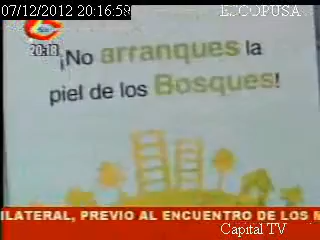 07/12/2012 20:16:59
E_COPUSA
20:18
¡No arranques la
piel de los Bosques!
ILATERAL, PREVIO AL ENCUENTRO DE LOS M
Capital TV